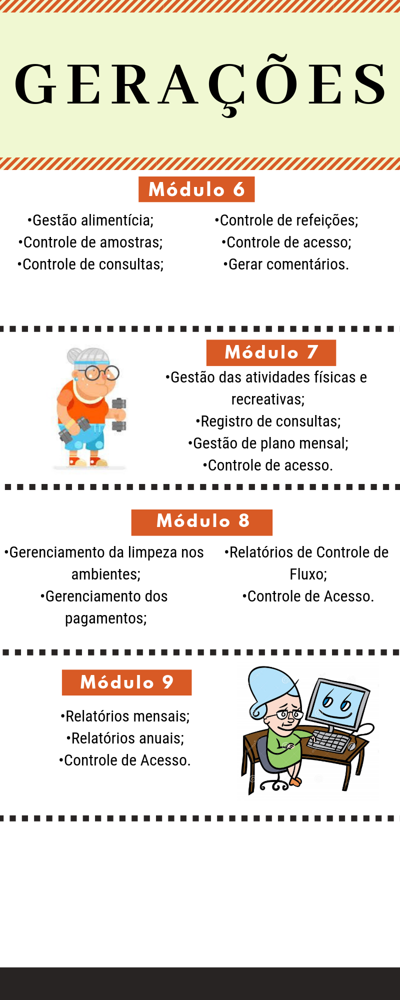 GERAÇÕES
Módulo 6
•Gestão alimentícia;
•Controle de amostras;
•Controle de consultas;
•Controle de refeições;
•Controle de acesso;
•Gerar comentários.
Módulo 7
•Gestão das atividades físicas e
recreativas;
•Registro de consultas;
•Gestão de plano mensal;
•Controle de acesso.
Módulo 8
•Gerenciamento da limpeza nos
ambientes;
•Gerenciamento dos
pagamentos;
•Relatórios de Controle de
Fluxo;
•Controle de Acesso.
Módulo 9
•Relatórios mensais;
•Relatórios anuais;
•Controle de Acesso.